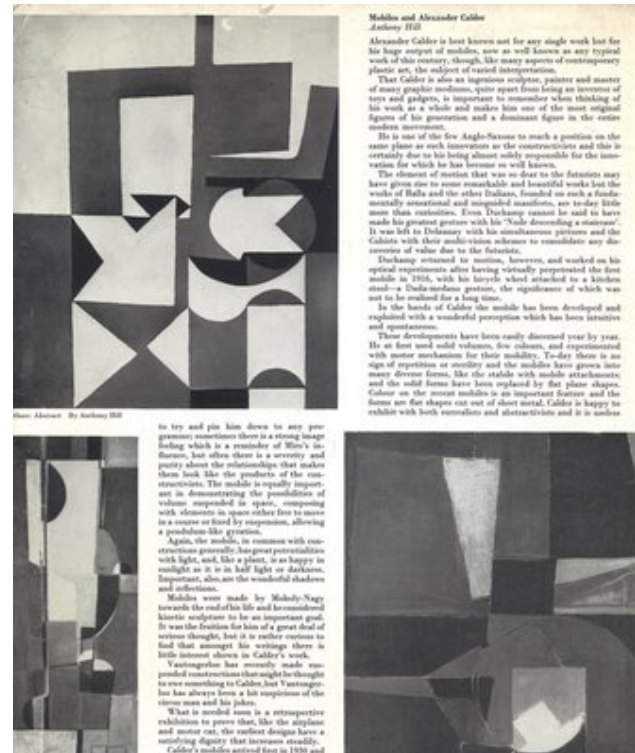 Mobiles and Alexander Calder
Anthony Hill
Alexander Calder is best known not for any single work but for
his huge output of mobiles, now as well known as any typical
work of this century, though, like many aspects of contemporary
plastic art, the subject of varied interpretation.
That Calder is also an ingenious sculptor, painter and master
of many graphic mediums, quite apart from being an inventor of
toys and gadgets, is important to remember when thinking of
his work as a whole and makes him one of the most original
figures of his generation and a dominant figure in the entire
modern movement.
He is one of the few Anglo-Saxons to reach a position on the
same plane as such innovators as the constructivists and this is
certainly due to his being almost solely responsible for the inno-
vation for which he has become so well known.
The element of motion that was so dear to the futurists may
have given rise to some remarkable and beautiful works but the
works of Balla and the other Italians, founded on such a funda-
mentally sensational and misguided manifesto, are to-day little
more than curiosities. Even Duchamp cannot be said to have
made his greatest gesture with his 'Nude descending a staircase'.
It was left to Delaunay with his simultaneous pictures and the
Cubists with their multi-vision schemes to consolidate any dis-
coveries of value due to the futurists.
Duchamp returned to motion, however, and worked on his
optical experiments after having virtually perpetrated the first
mobile in 1916, with his bicycle wheel attached to a kitchen
stool—a Dada-medano gesture, the significance of which was
not to be realised for a long time.
In the hands of Calder the mobile has been developed and
exploited with a wonderful perception which has been intuitive
and spontaneous.
These developments have been easily discerned year by year.
He at first used solid volumes, few colours, and experimented
with motor mechanism for their mobility. To-day there is no
sign of repetition or sterility and the mobiles have grown into
many diverse forms, like the stabile with mobile attachments;
and the solid forms have been replaced by flat plane shapes.
Colour on the recent mobiles is an important feature and the
forms are flat shapes cut out of sheet metal. Calder is happy to
exhibit with both surrealists and abstractivists and it is useless
Abstract By Anthony Hill
to try and pin him down to any pro-
gramme; sometimes there is a strong image
feeling which is a reminder of Miro's in-
fluence, but often there is a severity and
purity about the relationships that makes
them look like the products of the con-
structivists. The mobile is equally import-
ant in demonstrating the possibilities of
volume suspended in space, composing
with elements in space either free to move
in a course or fixed by suspension, allowing
a pendulum-like gyration.
Again, the mobile, in common with con-
structions generally, has great potentialities
with light, and, like a plant, is as happy in
sunlight as it is in half light or darkness.
Important, also, are the wonderful shadows
and reflections.
Mobiles were made by Moholy-Nagy
towards the end of his life and he considered
kinetic sculpture to be an important goal.
It was the fruition for him of a great deal of
serious thought, but it is rather curious to
find that amongst his writings there is
little interest shown in Calder's work.
Vantongerloo has recently made sus-
pended constructions that might be thought
to owe something to Calder, but Vantonger-
loo has always been a bit suspicious of the
circus man and his jokes.
What is needed soon is a retrospective
exhibition to prove that, like the airplane
and motor car, the earliest designs have a
satisfying dignity that increases steadily.
Calder's mobiles arrived first in 1930 and